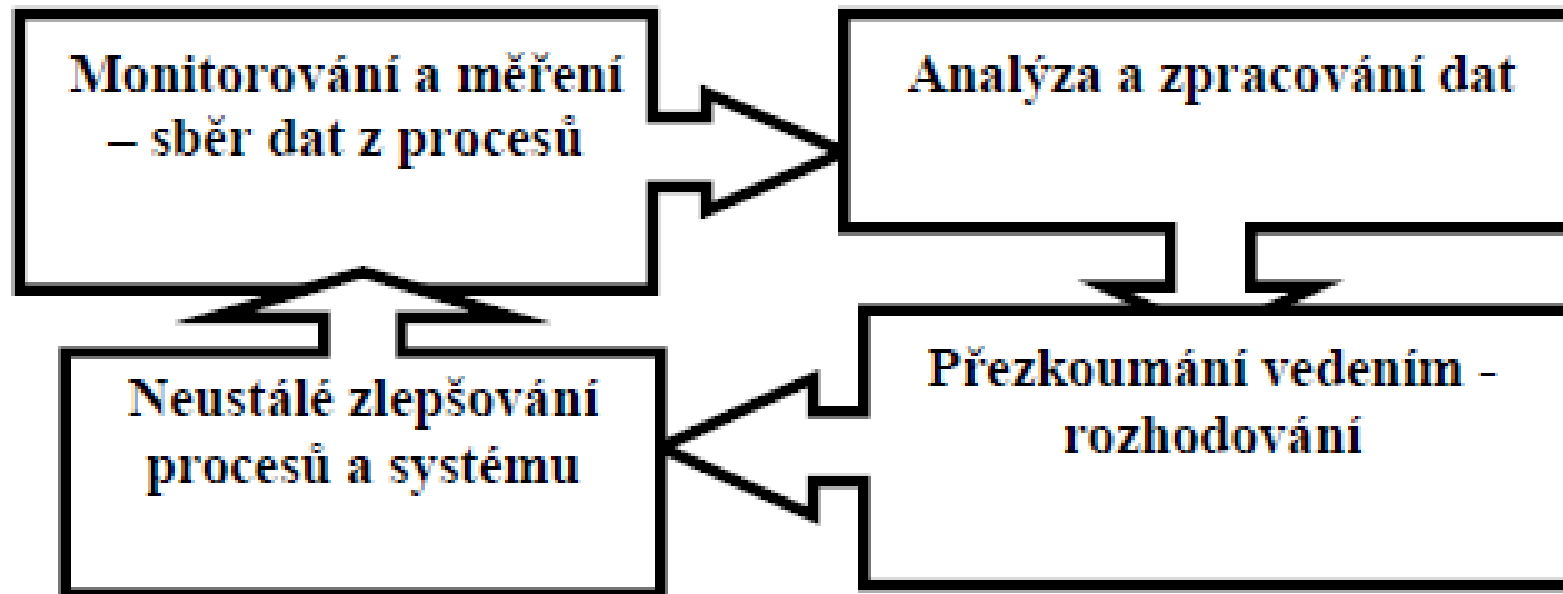 Monitorování a měření
– sběr dat z procesů
Analýza a zpracování dat
Přezkoumání vedením -
rozhodování
Neustálé zlepšování
procesů a systému